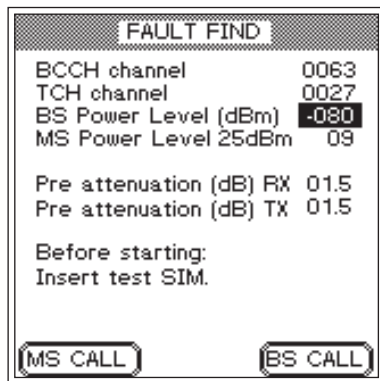 FAULT FIND
BCCH channel 0063
TCH channel 0027
BS Power Level (dBm) -080
MS Power Level 25dBm 09
Pre attenuation (dB) RX 01.5
Pre attenuation (dB) TX 01.5
Before starting:
Insert test SIM.
MS CALL BS CALL